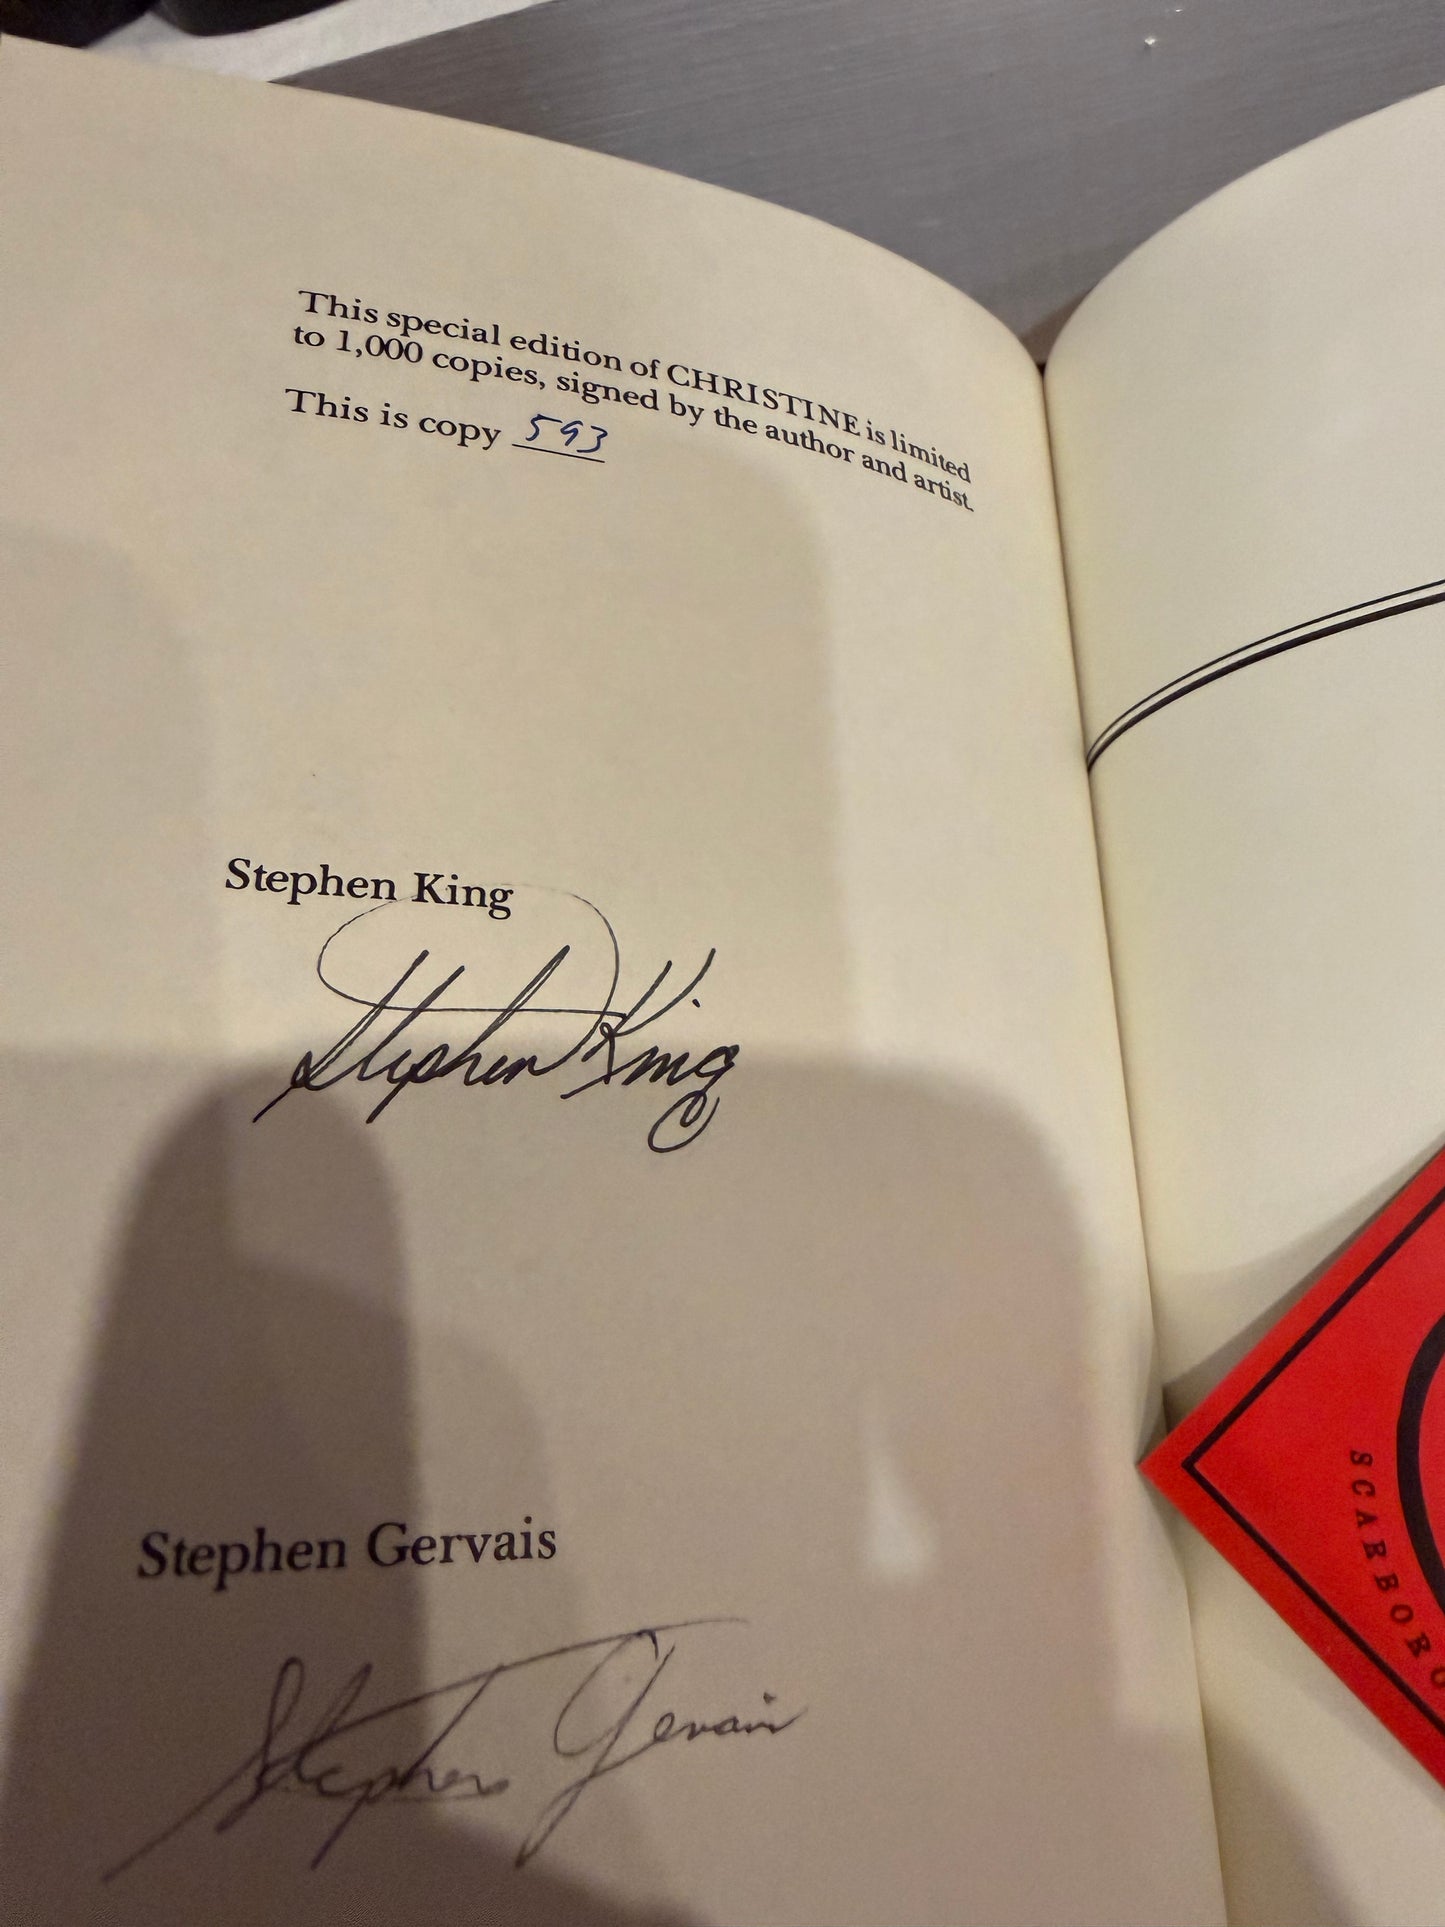 This special edition of CHRISTINE is limited
to 1,000 copies, signed by the author and artist.
This is copy 593
Stephen King
Stephen King
Stephen Gervais
Stephen Gervais
SCARBORO